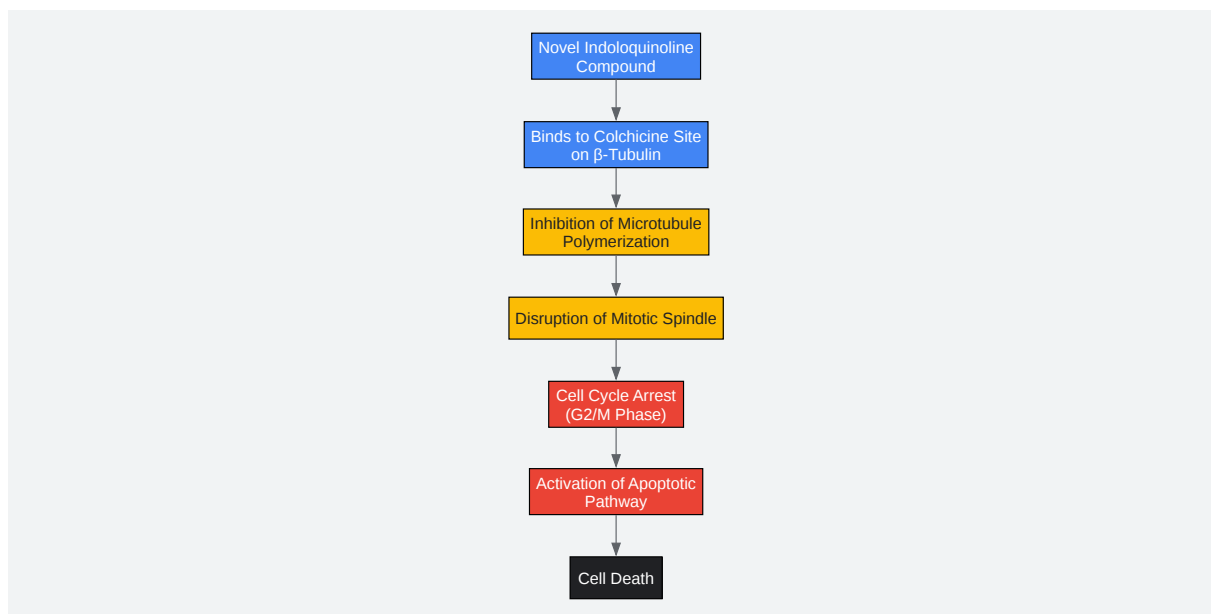 Novel Indoloquinoline
Compound
Binds to Colchicine Site
on β-Tubulin
Inhibition of Microtubule
Polymerization
Disruption of Mitotic Spindle
Cell Cycle Arrest
(G2/M Phase)
Activation of Apoptotic
Pathway
Cell Death